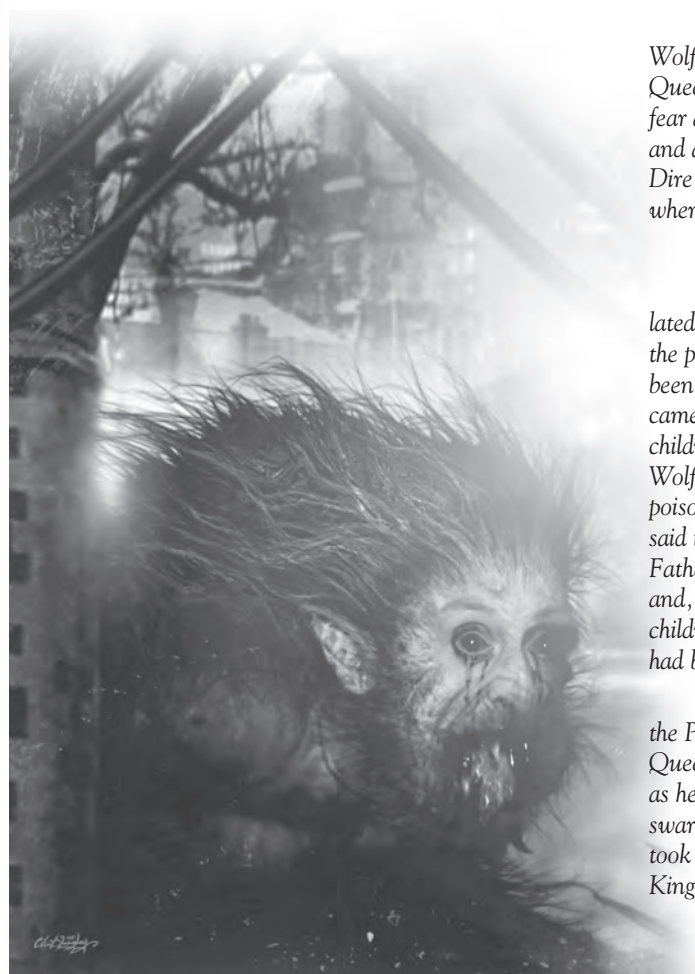 Wolf
Quee
fear
and
Dire
when
lated
the p
been
came
child
Wolf
poiso
said
Fathe
and,
child
had b
the P
Quee
as he
swar
took
King